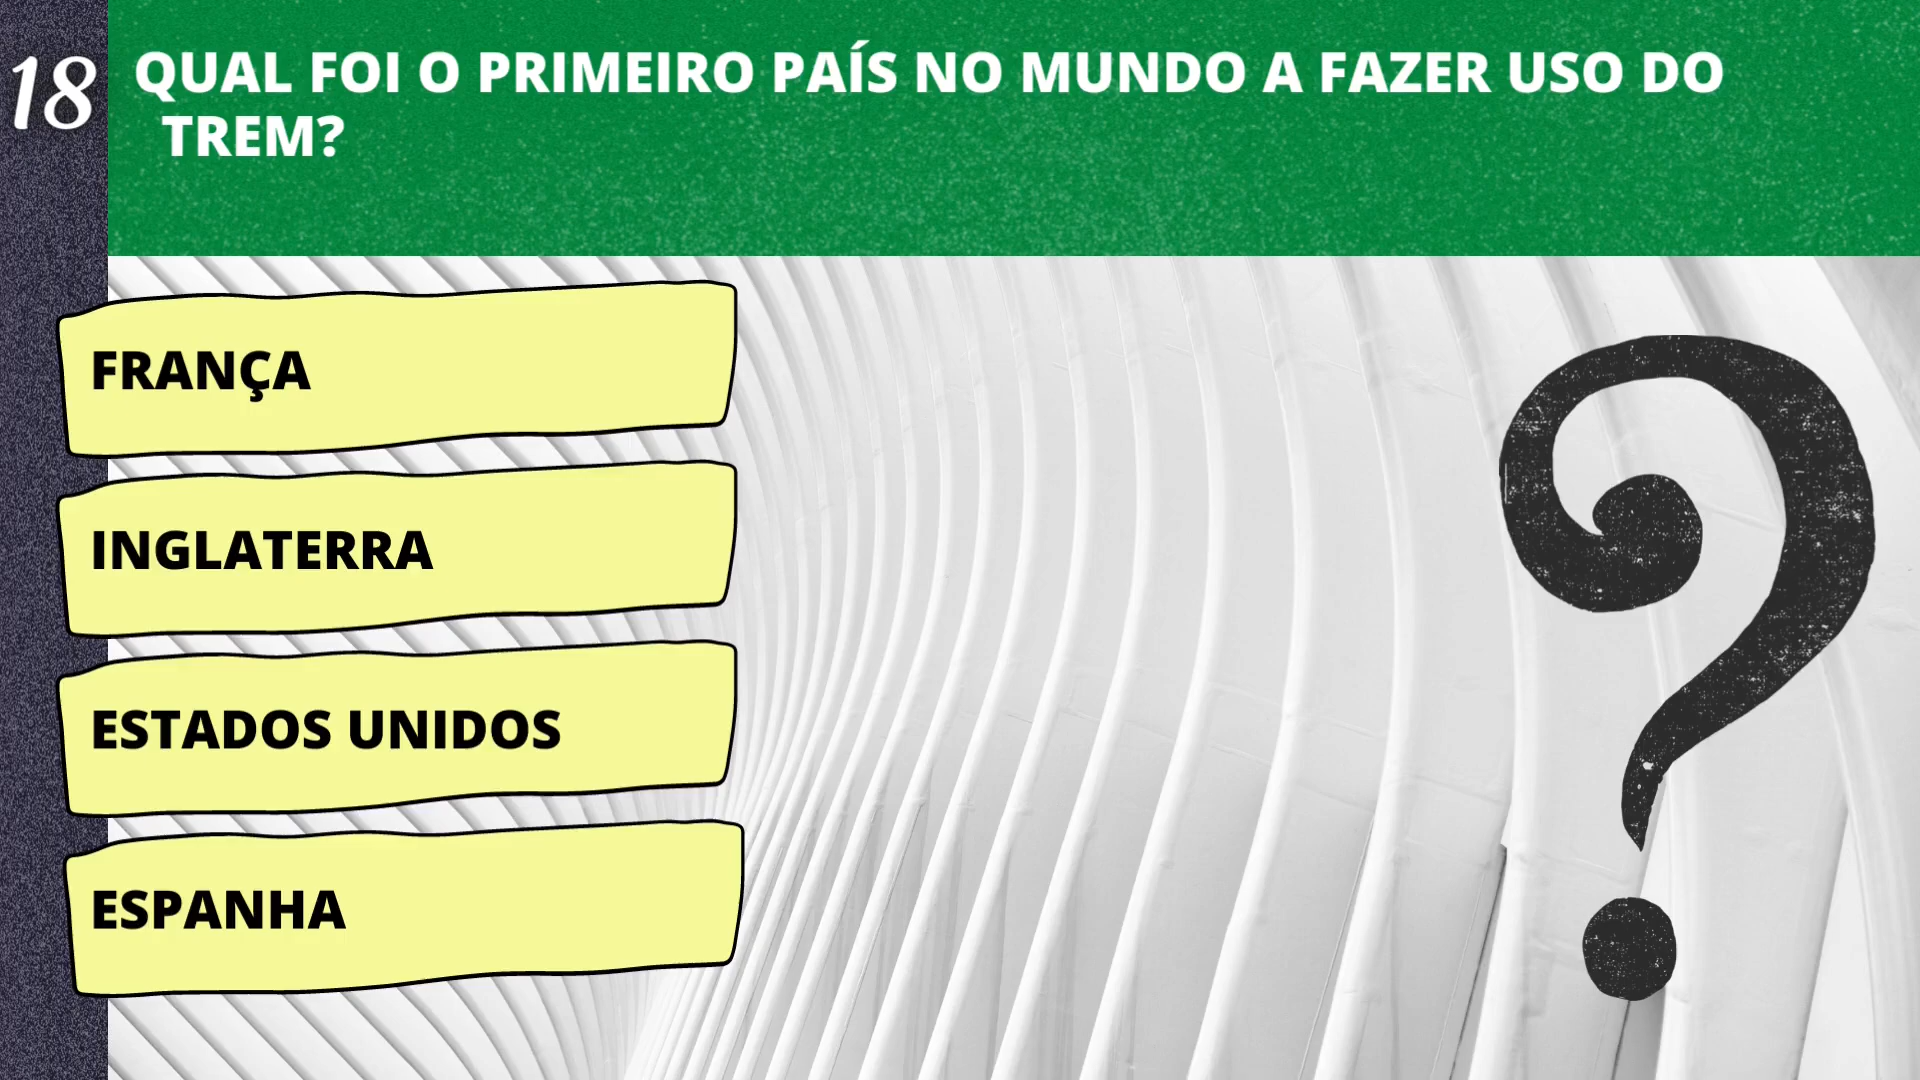 18
QUAL FOI O PRIMEIRO PAÍS NO MUNDO A FAZER USO DO
TREM?
FRANÇA
INGLATERRA
ESTADOS UNIDOS
ESPANHA
?